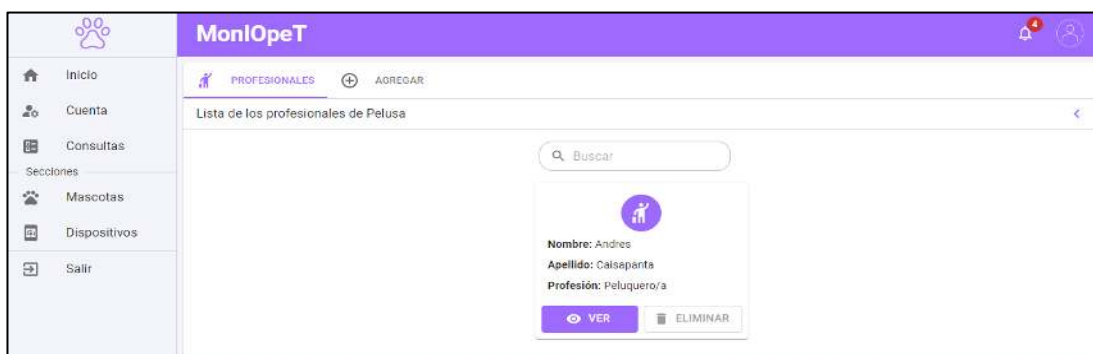 MonIOpeT
4
Inicio
Cuenta
Consultas
Secciones
Mascotas
Dispositivos
Salir
PROFESIONALES
AGREGAR
Lista de los profesionales de Pelusa
Buscar
Nombre: Andres
Apellido: Caisapanta
Profesión: Peluquero/a
VER
ELIMINAR